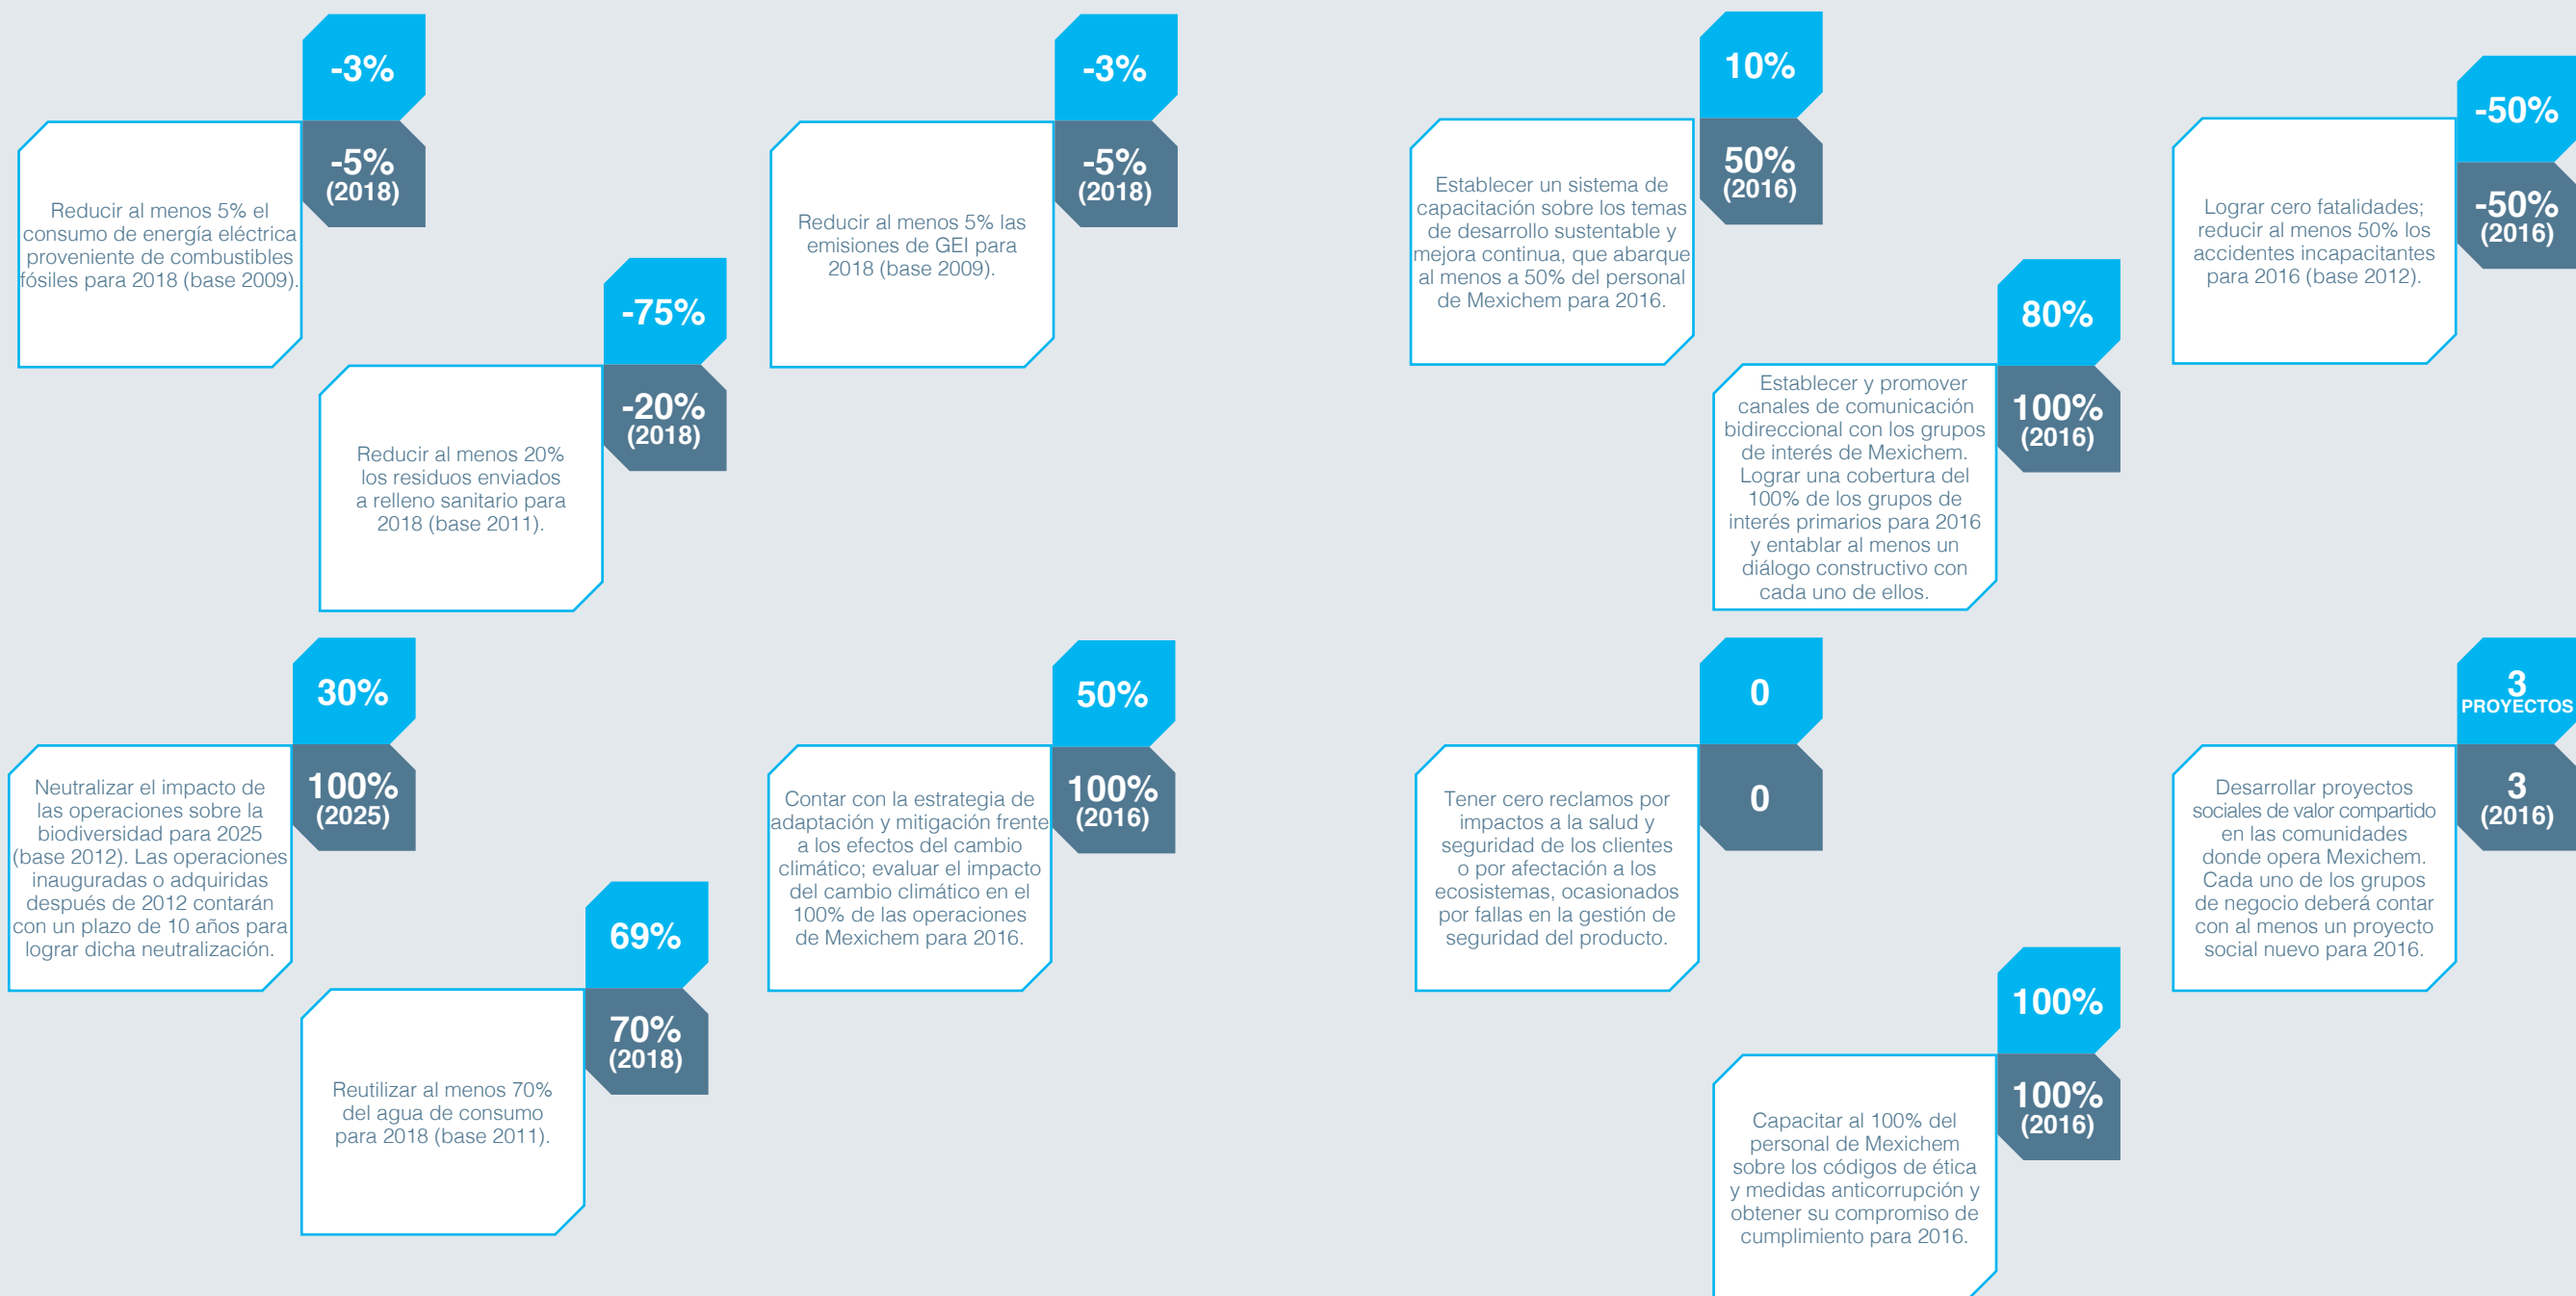 -3%
-5%
(2018)
Reducir al menos 5% el
consumo de energía eléctrica
proveniente de combustibles
fósiles para 2018 (base 2009).
-75%
-20%
(2018)
Reducir al menos 20%
los residuos enviados
a relleno sanitario para
2018 (base 2011).
-3%
-5%
(2018)
Reducir al menos 5% las
emisiones de GEI para
2018 (base 2009).
10%
50%
(2016)
Establecer un sistema de
capacitación sobre los temas
de desarrollo sustentable y
mejora continua, que abarque
al menos a 50% del personal
de Mexichem para 2016.
80%
100%
(2016)
Establecer y promover
canales de comunicación
bidireccional con los grupos
de interés de Mexichem.
Lograr una cobertura del
100% de los grupos de
interés primarios para 2016
y entablar al menos un
diálogo constructivo con
cada uno de ellos.
-50%
-50%
(2016)
Lograr cero fatalidades;
reducir al menos 50% los
accidentes incapacitantes
para 2016 (base 2012).
30%
100%
(2025)
Neutralizar el impacto de
las operaciones sobre la
biodiversidad para 2025
(base 2012). Las operaciones
inauguradas o adquiridas
después de 2012 contarán
con un plazo de 10 años para
lograr dicha neutralización.
69%
70%
(2018)
Reutilizar al menos 70%
del agua de consumo
para 2018 (base 2011).
50%
100%
(2016)
Contar con la estrategia de
adaptación y mitigación frente
a los efectos del cambio
climático; evaluar el impacto
del cambio climático en el
100% de las operaciones
de Mexichem para 2016.
0
0
Tener cero reclamos por
impactos a la salud y
seguridad de los clientes
o por afectación a los
ecosistemas, ocasionados
por fallas en la gestión de
seguridad del producto.
100%
100%
(2016)
Capacitar al 100% del
personal de Mexichem
sobre los códigos de ética
y medidas anticorrupción y
obtener su compromiso de
cumplimiento para 2016.
3
PROYECTOS
3
(2016)
Desarrollar proyectos
sociales de valor compartido
en las comunidades
donde opera Mexichem.
Cada uno de los grupos
de negocio deberá contar
con al menos un proyecto
social nuevo para 2016.